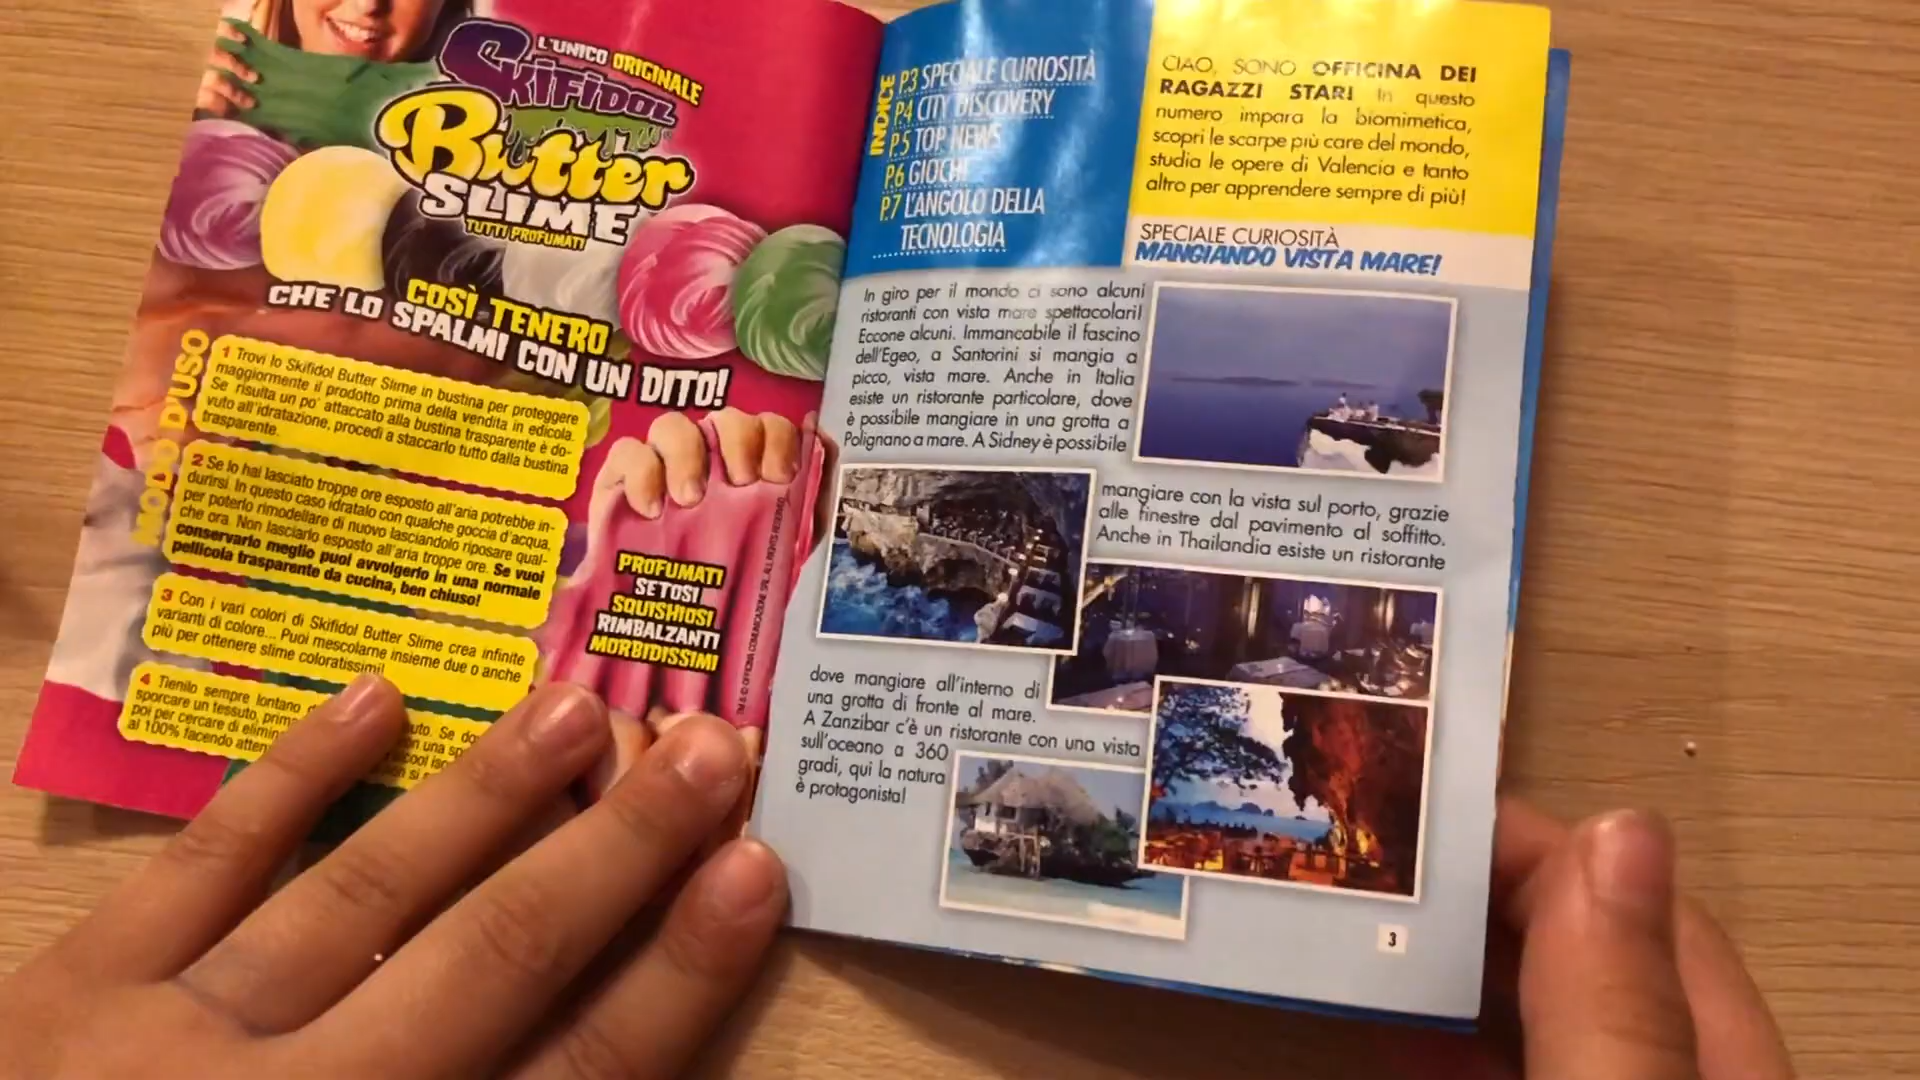 L'UNICO ORIGINALE
SKIFIDOL
Butter
SLIME
TUTTI PROFUMATI
COSÌ TENERO
CHE LO SPALMI CON UN DITO!
MODO D'USO
1 Trovi lo Skifidol Butter Slime in bustina per proteggere
maggiormente il prodotto prima della vendita in edicola.
Se risulta un po' attaccato alla bustina trasparente è do-
vuto all'idratazione, procedi a staccarlo tutto dalla bustina
trasparente.
2 Se lo hai lasciato troppe ore esposto all'aria potrebbe in-
durirsi. In questo caso idratalo con qualche goccia d'acqua,
per poterlo rimodellare di nuovo lasciandolo riposare qual-
che ora. Non lasciarlo esposto all'aria troppe ore. Se vuoi
conservarlo meglio puoi avvolgerlo in una normale
pellicola trasparente da cucina, ben chiuso!
3 Con i vari colori di Skifidol Butter Slime crea infinite
varianti di colore... Puoi mescolarne insieme due o anche
più per ottenere slime coloratissimi!
4 Tienilo sempre lontano
sporcare un tessuto, prima
poi per cercare di
al 100% facendo
PROFUMATI
SETOSI
SQUISHIOSI
RIMBALZANTI
MORBIDISSIMI
INDICE
P.3 SPECIALE CURIOSITÀ
P.4 CITY DISCOVERY
P.5 TOP NEWS
P.6 GIOCHI
P.7 L'ANGOLO DELLA
TECNOLOGIA
CIAO, SONO OFFICINA DEI
RAGAZZI STAR! In questo
numero impara la biomimetica,
scopri le scarpe più care del mondo,
studia le opere di Valencia e tanto
altro per apprendere sempre di più!
SPECIALE CURIOSITÀ
MANGIANDO VISTA MARE!
In giro per il mondo ci sono alcuni
ristoranti con vista mare spettacolari!
Eccone alcuni. Immancabile il fascino
dell'Egeo, a Santorini si mangia a
picco, vista mare. Anche in Italia
esiste un ristorante particolare, dove
è possibile mangiare in una grotta a
Polignano a mare. A Sidney è possibile
mangiare con la vista sul porto, grazie
alle finestre dal pavimento al soffitto.
Anche in Thailandia esiste un ristorante
dove mangiare all'interno di
una grotta di fronte al mare.
A Zanzibar c'è un ristorante con una vista
sull'oceano a 360
gradi, qui la natura
è protagonista!
3